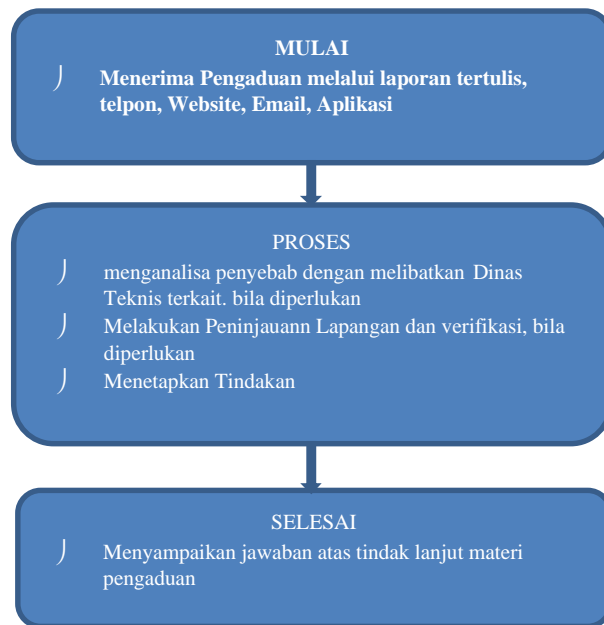 MULAI
Menerima Pengaduan melalui laporan tertulis,
telpon, Website, Email, Aplikasi
PROSES
menganalisa penyebab dengan melibatkan Dinas
Teknis terkait. bila diperlukan
Melakukan Peninjauann Lapangan dan verifikasi, bila
diperlukan
Menetapkan Tindakan
SELESAI
Menyampaikan jawaban atas tindak lanjut materi
pengaduan